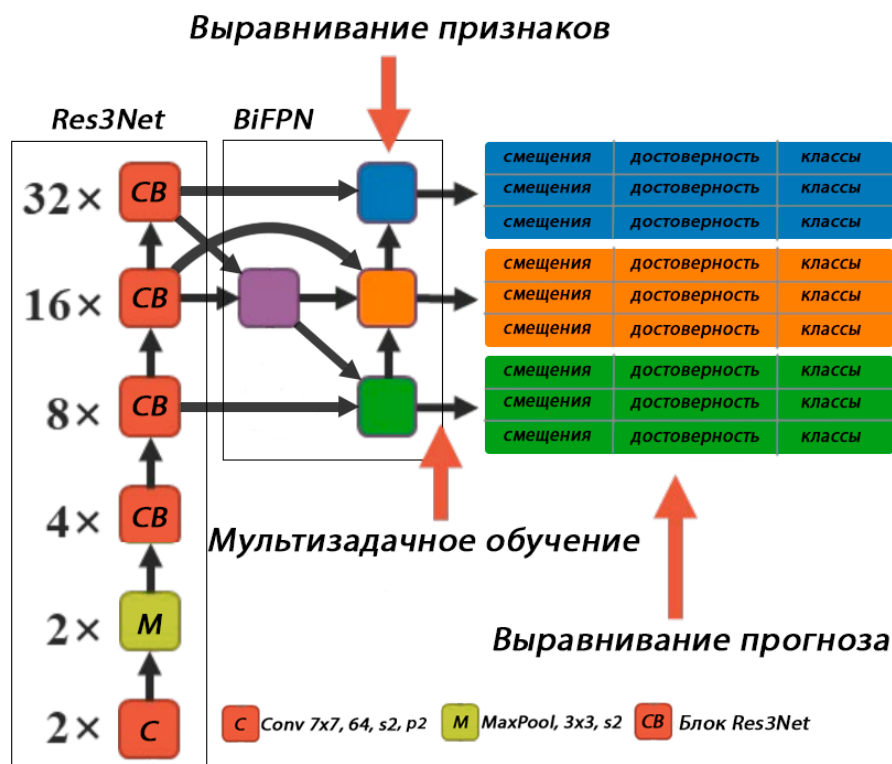 Выравнивание признаков
Res3Net
BiFPN
32×
CB
16×
CB
8×
CB
4×
CB
2×
M
2×
C
смещения достоверность классы
смещения достоверность классы
смещения достоверность классы
смещения достоверность классы
смещения достоверность классы
смещения достоверность классы
смещения достоверность классы
смещения достоверность классы
смещения достоверность классы
Мультизадачное обучение
Выравнивание прогноза
C Conv 7x7, 64, s2, p2
M MaxPool, 3x3, s2
CB Блок Res3Net